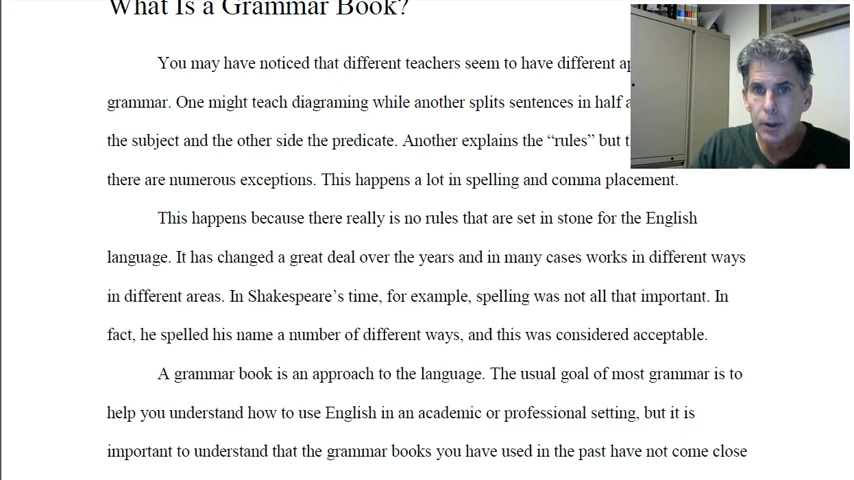 What Is a Grammar Book?
You may have noticed that different teachers seem to have different
grammar. One might teach diagraming while another splits sentences in half
the subject and the other side the predicate. Another explains the “rules” but
there are numerous exceptions. This happens a lot in spelling and comma placement.
This happens because there really is no rules that are set in stone for the English
language. It has changed a great deal over the years and in many cases works in different ways
in different areas. In Shakespeare’s time, for example, spelling was not all that important. In
fact, he spelled his name a number of different ways, and this was considered acceptable.
A grammar book is an approach to the language. The usual goal of most grammar is to
help you understand how to use English in an academic or professional setting, but it is
important to understand that the grammar books you have used in the past have not come close